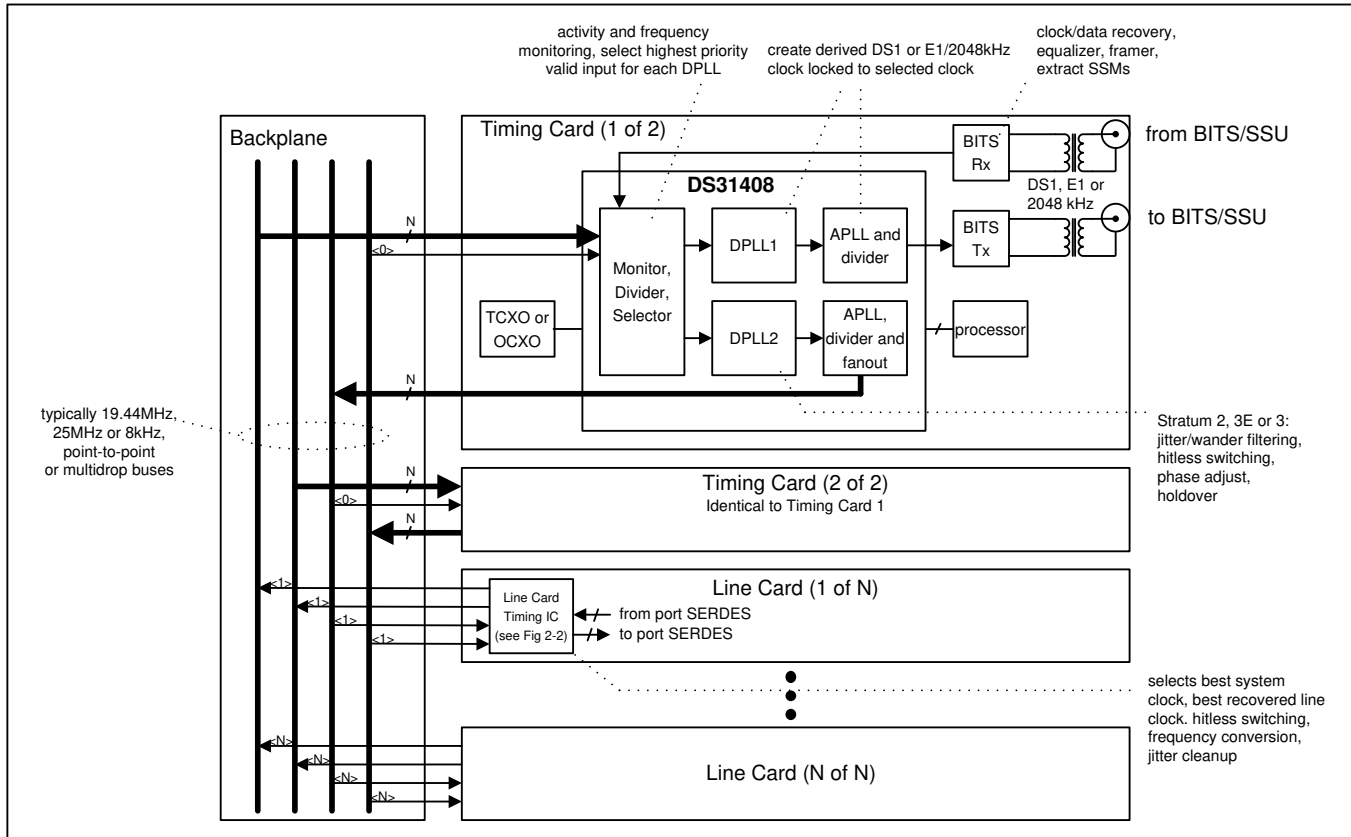 activity and frequency
monitoring, select highest priority
valid input for each DPLL
create derived DS1 or E1/2048kHz
clock locked to selected clock
clock/data recovery,
equalizer, framer,
extract SSMs
Backplane
Timing Card (1 of 2)
BITS
Rx
from BITS/SSU
DS31408
DS1, E1 or
2048 kHz
to BITS/SSU
N
<0>
Monitor,
Divider,
Selector
DPLL1
APLL and
divider
BITS
Tx
TCXO or
OCXO
DPLL2
APLL,
divider and
fanout
processor
N
typically 19.44MHz,
25MHz or 8kHz,
point-to-point
or multidrop buses
Stratum 2, 3E or 3:
jitter/wander filtering,
hitless switching,
phase adjust,
holdover
N
<0>
N
Timing Card (2 of 2)
Identical to Timing Card 1
<1>
<1>
<1>
<1>
Line Card (1 of N)
Line Card
Timing IC
(see Fig 2-2)
from port SERDES
to port SERDES
selects best system
clock, best recovered line
clock. hitless switching,
frequency conversion,
jitter cleanup
<N>
<N>
<N>
<N>
Line Card (N of N)